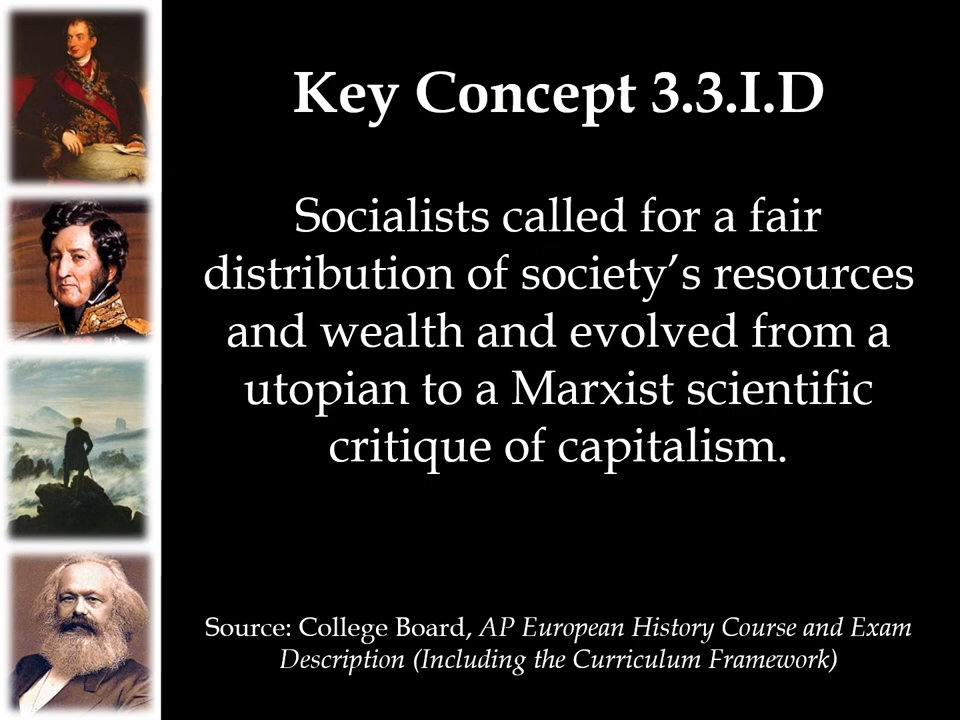 Key Concept 3.3.I.D
Socialists called for a fair
distribution of society’s resources
and wealth and evolved from a
utopian to a Marxist scientific
critique of capitalism.
Source: College Board, AP European History Course and Exam
Description (Including the Curriculum Framework)